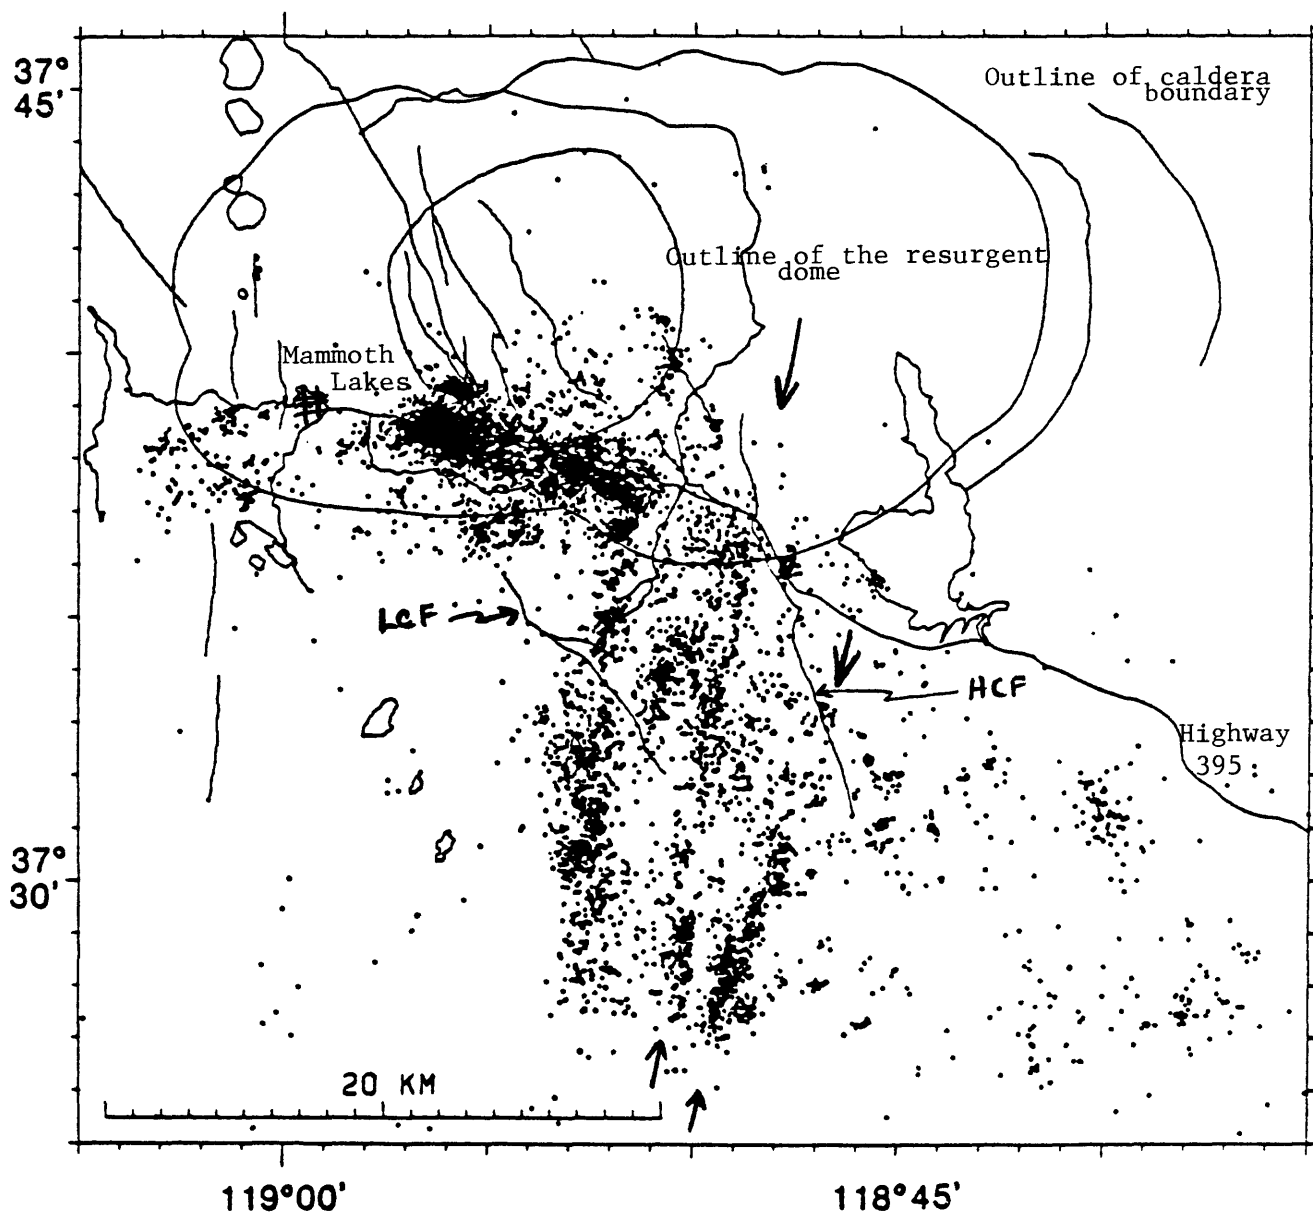 37°
45'
Outline of caldera
boundary
Outline of the resurgent
dome
Mammoth
Lakes
LCF
HCF
Highway
395
37°
30'
20 KM
119°00'
118°45'